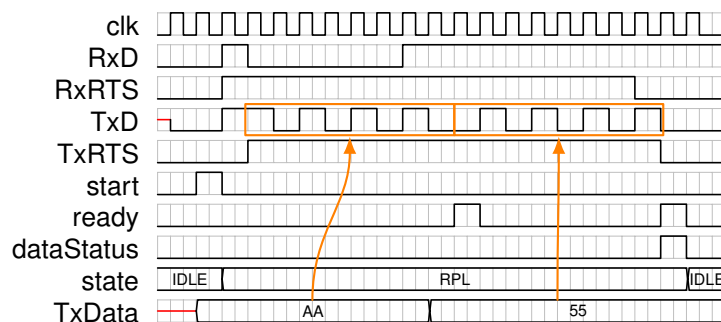 clk
RxD
RxRTS
TxD
TxRTS
start
ready
dataStatus
state IDLE RPL IDLE
TxData AA 55